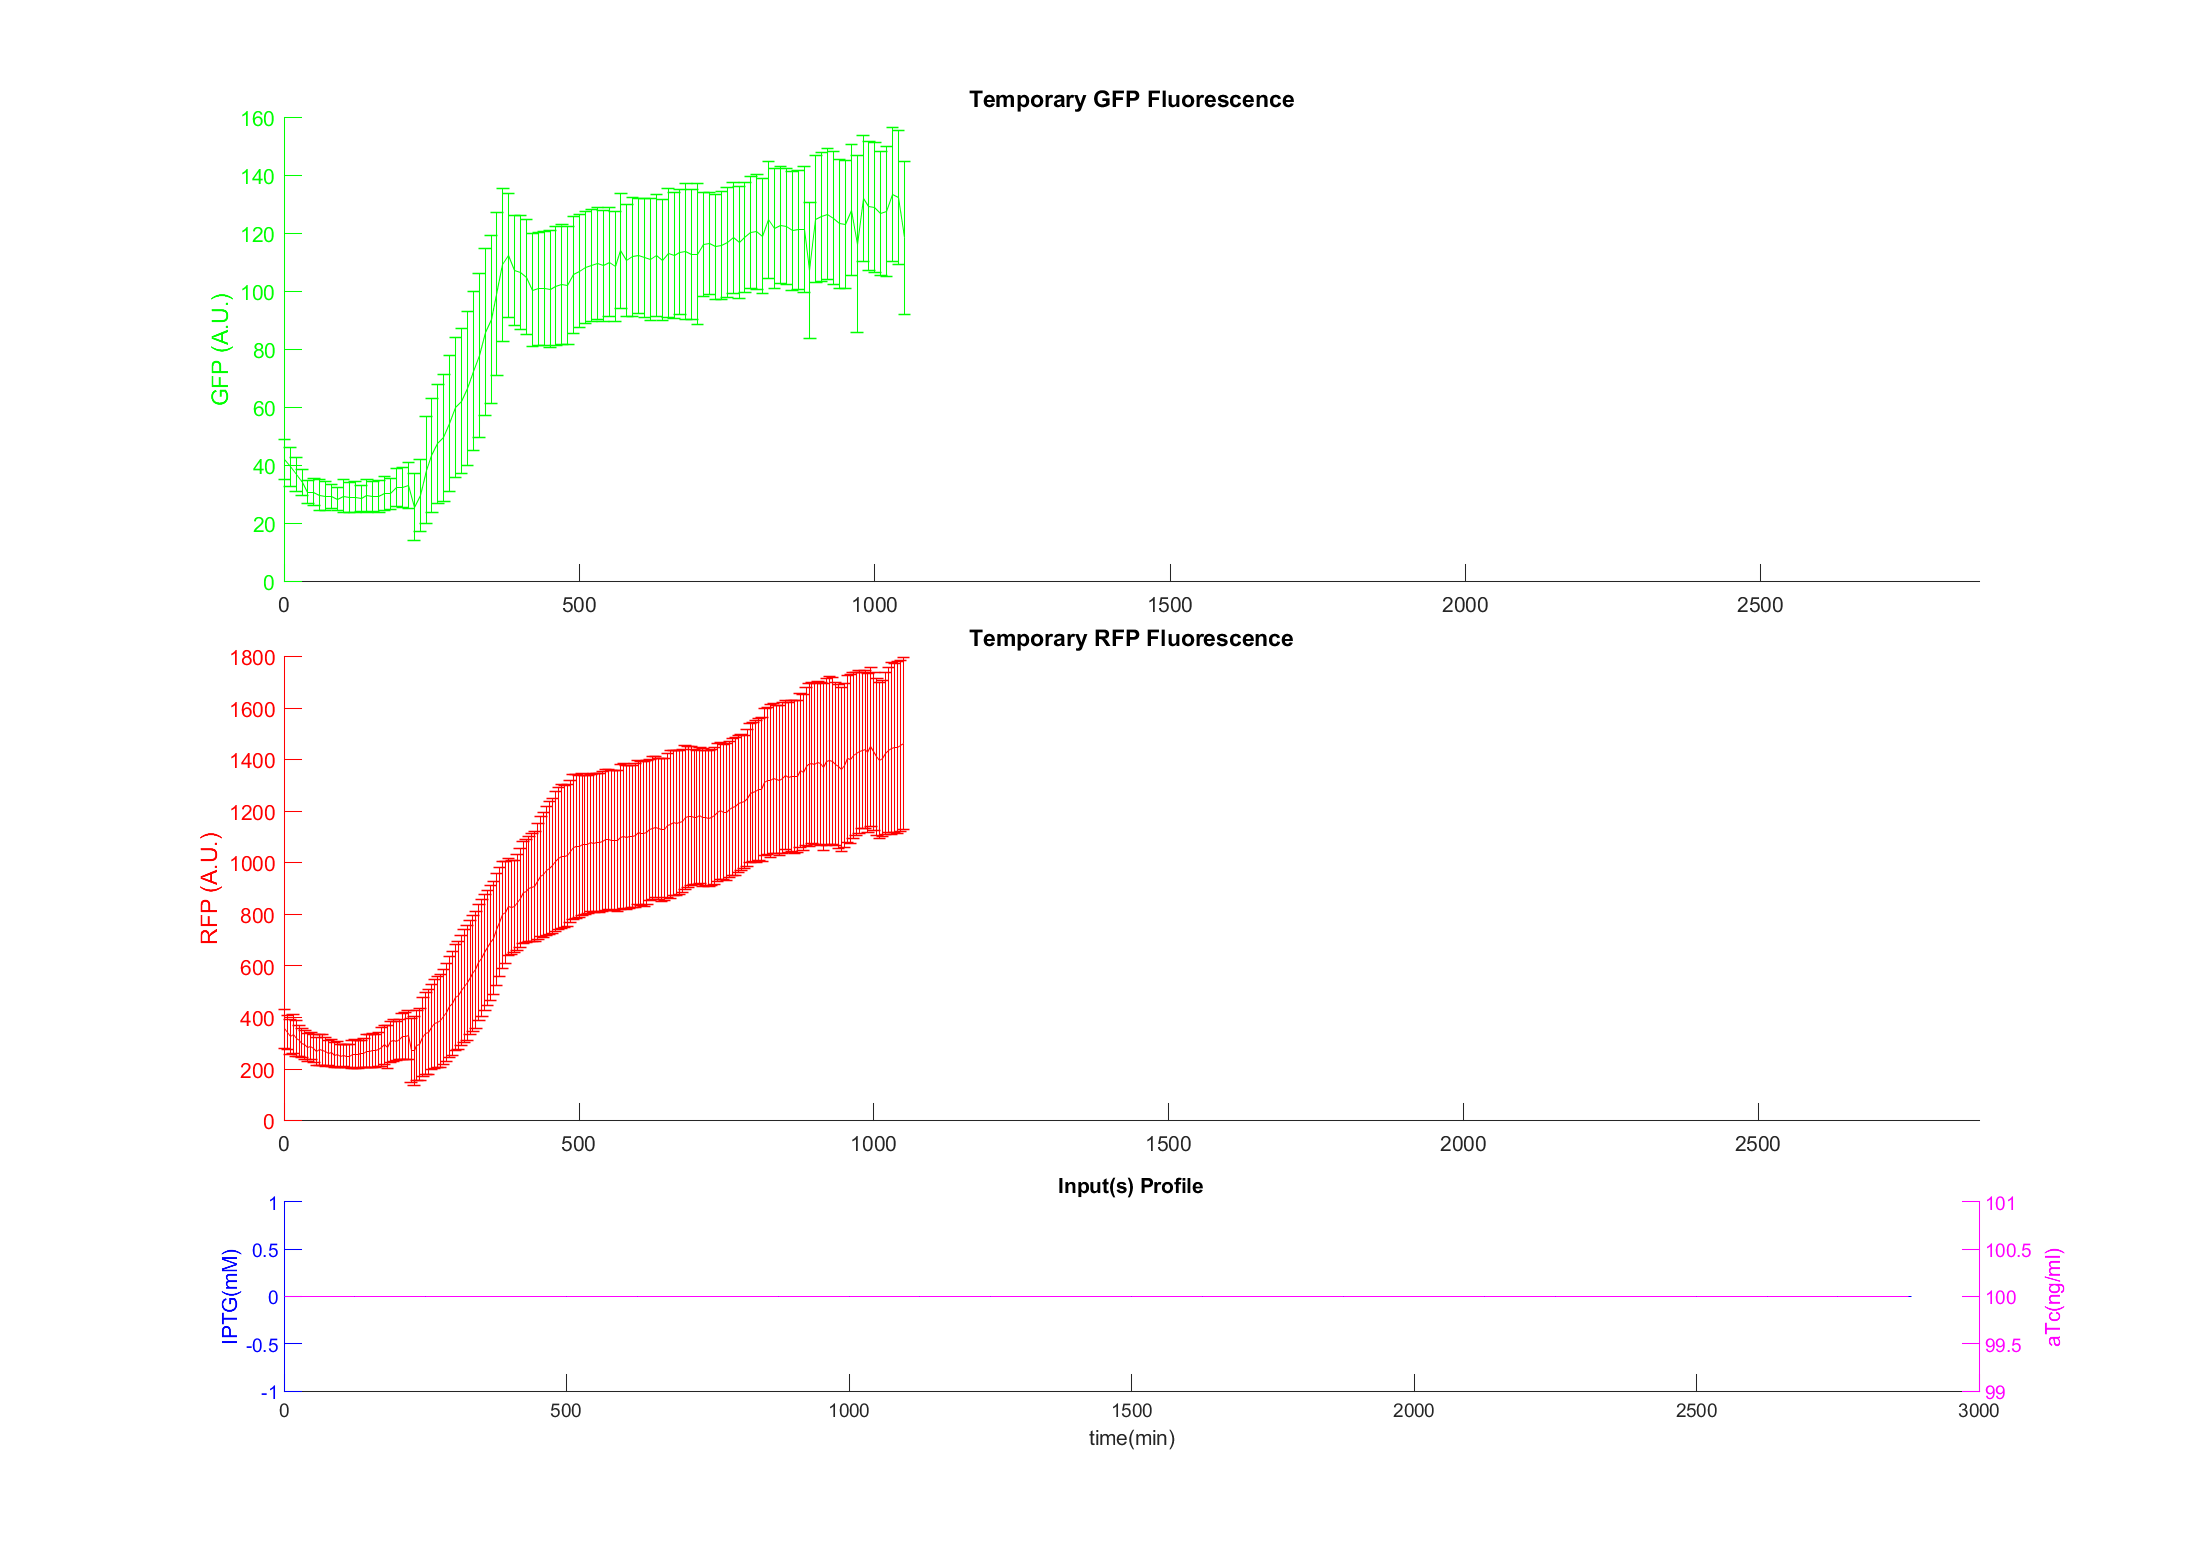 Temporary GFP Fluorescence
160
140
120
100
80
60
40
20
0
GFP (A.U.)
0 500 1000 1500 2000 2500
Temporary RFP Fluorescence
1800
1600
1400
1200
1000
800
600
400
200
0
RFP (A.U.)
0 500 1000 1500 2000 2500
Input(s) Profile
1
0.5
0
-0.5
-1
IPTG(mM)
101
100.5
100
99.5
99
aTc(ng/ml)
0 500 1000 1500 2000 2500 3000
time(min)